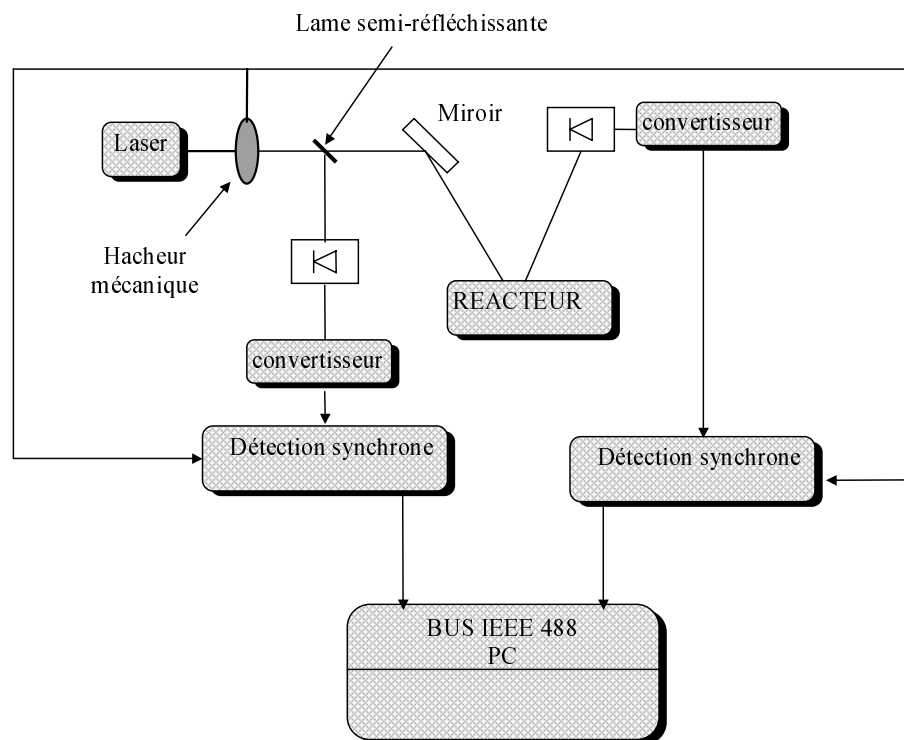 Lame semi-réfléchissante
Miroir
convertisseur
Laser
Hacheur
mécanique
REACTEUR
convertisseur
Détection synchrone
Détection synchrone
BUS IEEE 488
PC